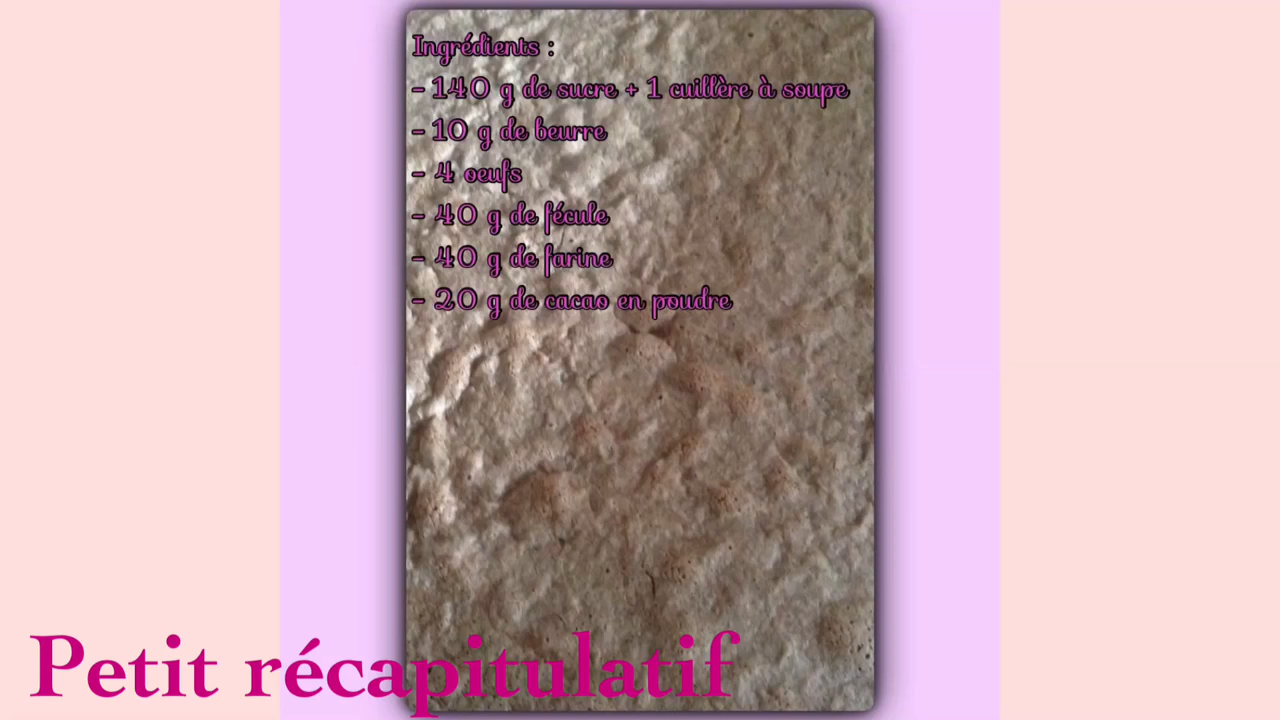 Ingrédients :
- 140 g de sucre + 1 cuillère à soupe
- 10 g de beurre
- 4 oeufs
- 40 g de fécule
- 40 g de farine
- 20 g de cacao en poudre
Petit récapitulatif